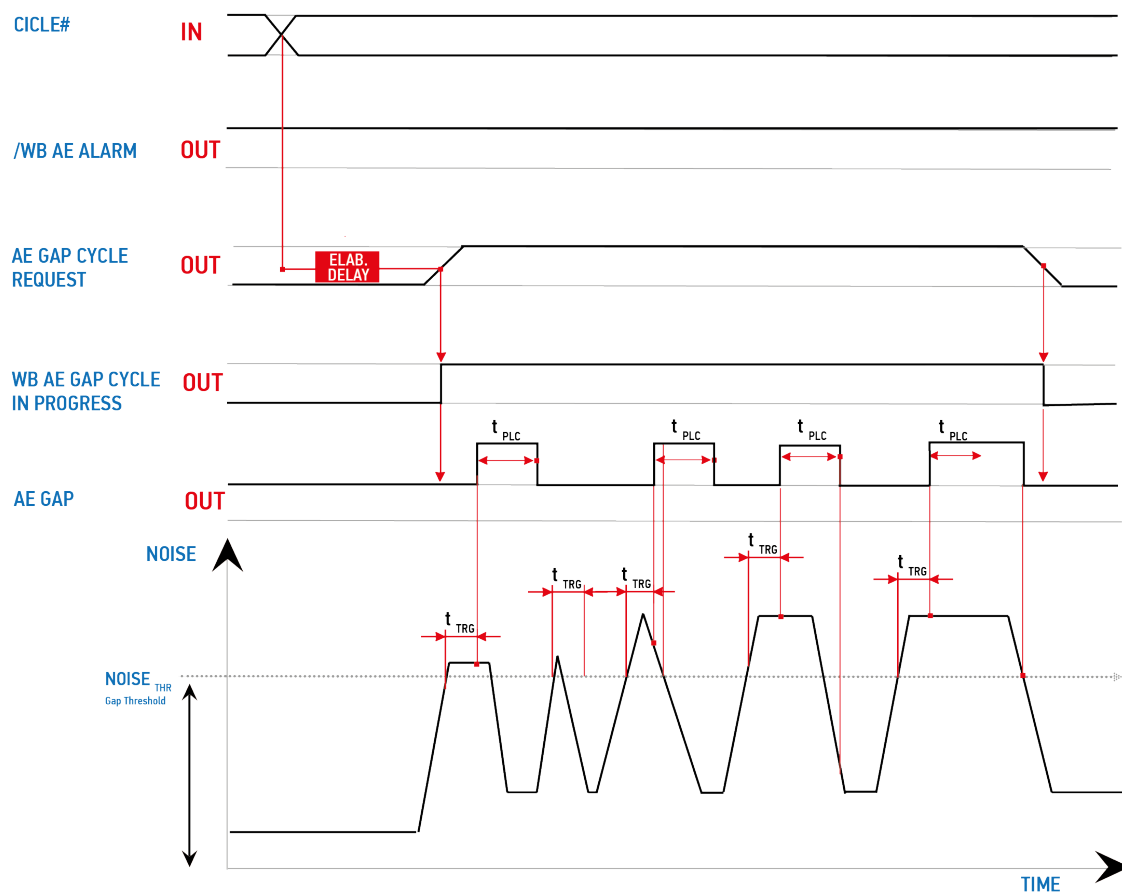 CICLE#
IN
/WB AE ALARM
OUT
AE GAP CYCLE
REQUEST
OUT
ELAB.
DELAY
WB AE GAP CYCLE
IN PROGRESS
OUT
t PLC
t PLC
t PLC
t PLC
AE GAP
OUT
NOISE
t TRG
t TRG
t TRG
t TRG
t TRG
NOISE THR
Gap Threshold
TIME